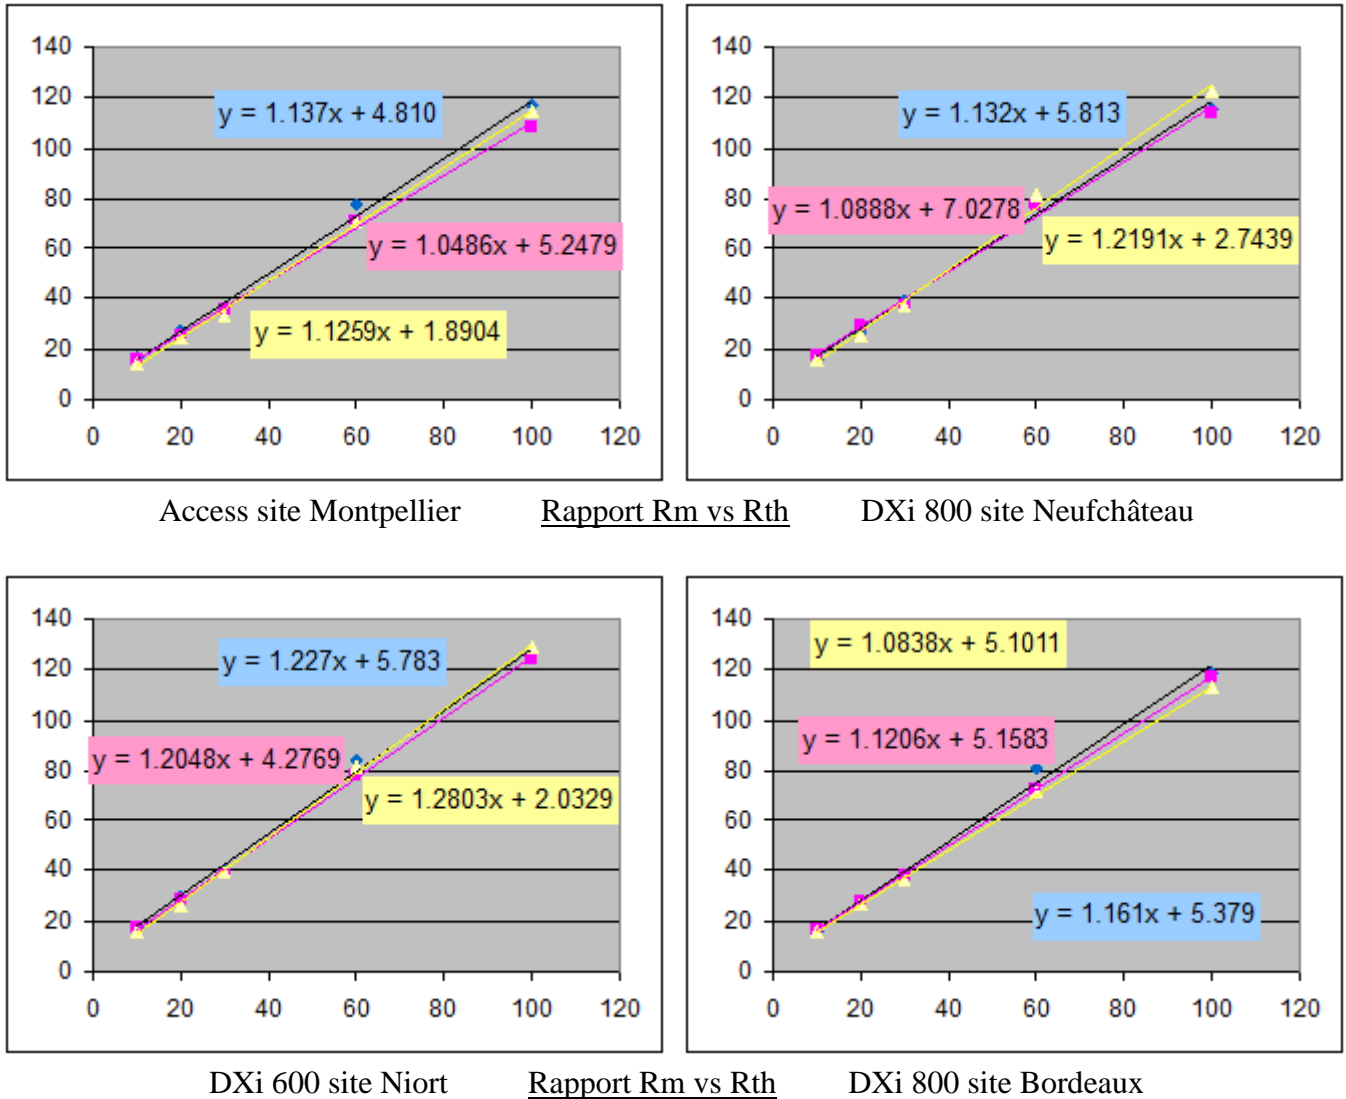 140
120
100
80
60
40
20
0
0 20 40 60 80 100 120
y = 1.137x + 4.810
y = 1.0486x + 5.2479
y = 1.1259x + 1.8904
140
120
100
80
60
40
20
0
0 20 40 60 80 100 120
y = 1.132x + 5.813
y = 1.0888x + 7.0278
y = 1.2191x + 2.7439
Access site Montpellier Rapport Rm vs Rth DXi 800 site Neufchâteau
140
120
100
80
60
40
20
0
0 20 40 60 80 100 120
y = 1.227x + 5.783
y = 1.2048x + 4.2769
y = 1.2803x + 2.0329
140
120
100
80
60
40
20
0
0 20 40 60 80 100 120
y = 1.0838x + 5.1011
y = 1.1206x + 5.1583
y = 1.161x + 5.379
DXi 600 site Niort Rapport Rm vs Rth DXi 800 site Bordeaux